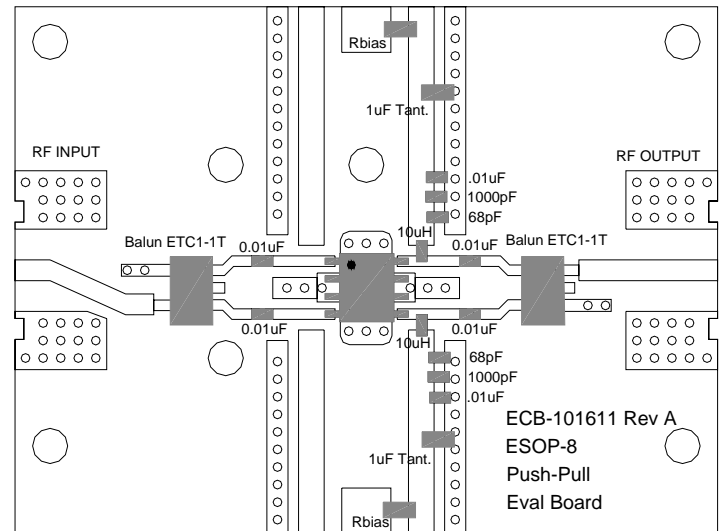 Rbias
1uF Tant.
RF INPUT
RF OUTPUT
.01uF
1000pF
68pF
10uH
Balun ETC1-1T
0.01uF
0.01uF
Balun ETC1-1T
0.01uF
0.01uF
10uH
68pF
1000pF
.01uF
1uF Tant.
Rbias
ECB-101611 Rev A
ESOP-8
Push-Pull
Eval Board